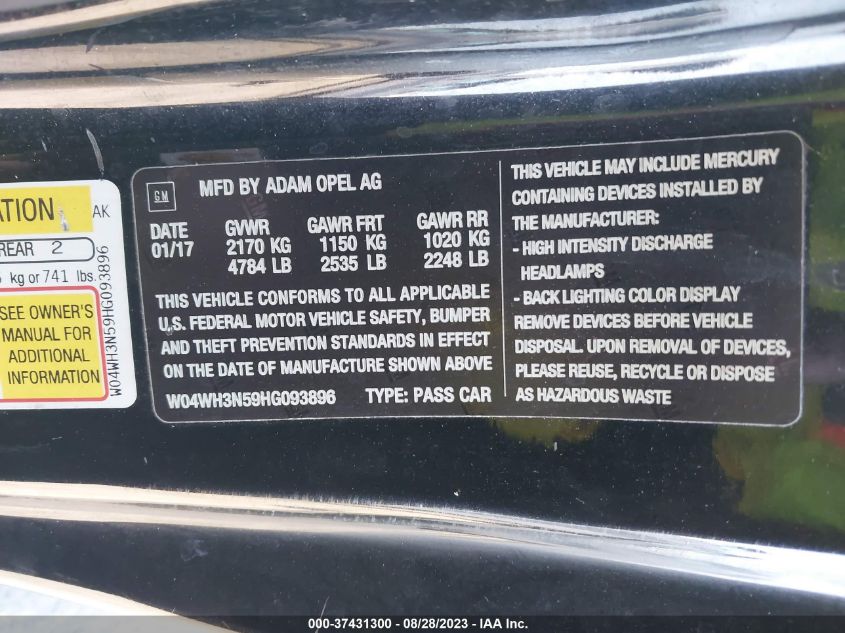 ATION
AK
REAR 2
kg or 741 lbs.
SEE OWNER'S
MANUAL FOR
ADDITIONAL
INFORMATION
W04WH3N59HG093896
GM
MFD BY ADAM OPEL AG
DATE GVWR GAWR FRT GAWR RR
01/17 2170 KG 1150 KG 1020 KG
4784 LB 2535 LB 2248 LB
THIS VEHICLE CONFORMS TO ALL APPLICABLE
U.S. FEDERAL MOTOR VEHICLE SAFETY, BUMPER
AND THEFT PREVENTION STANDARDS IN EFFECT
ON THE DATE OF MANUFACTURE SHOWN ABOVE
W04WH3N59HG093896 TYPE: PASS CAR
THIS VEHICLE MAY INCLUDE MERCURY
CONTAINING DEVICES INSTALLED BY
THE MANUFACTURER:
- HIGH INTENSITY DISCHARGE
HEADLAMPS
- BACK LIGHTING COLOR DISPLAY
REMOVE DEVICES BEFORE VEHICLE
DISPOSAL. UPON REMOVAL OF DEVICES,
PLEASE REUSE, RECYCLE OR DISPOSE
AS HAZARDOUS WASTE
000-37431300 - 08/28/2023 - © IAA Holdings, LLC.